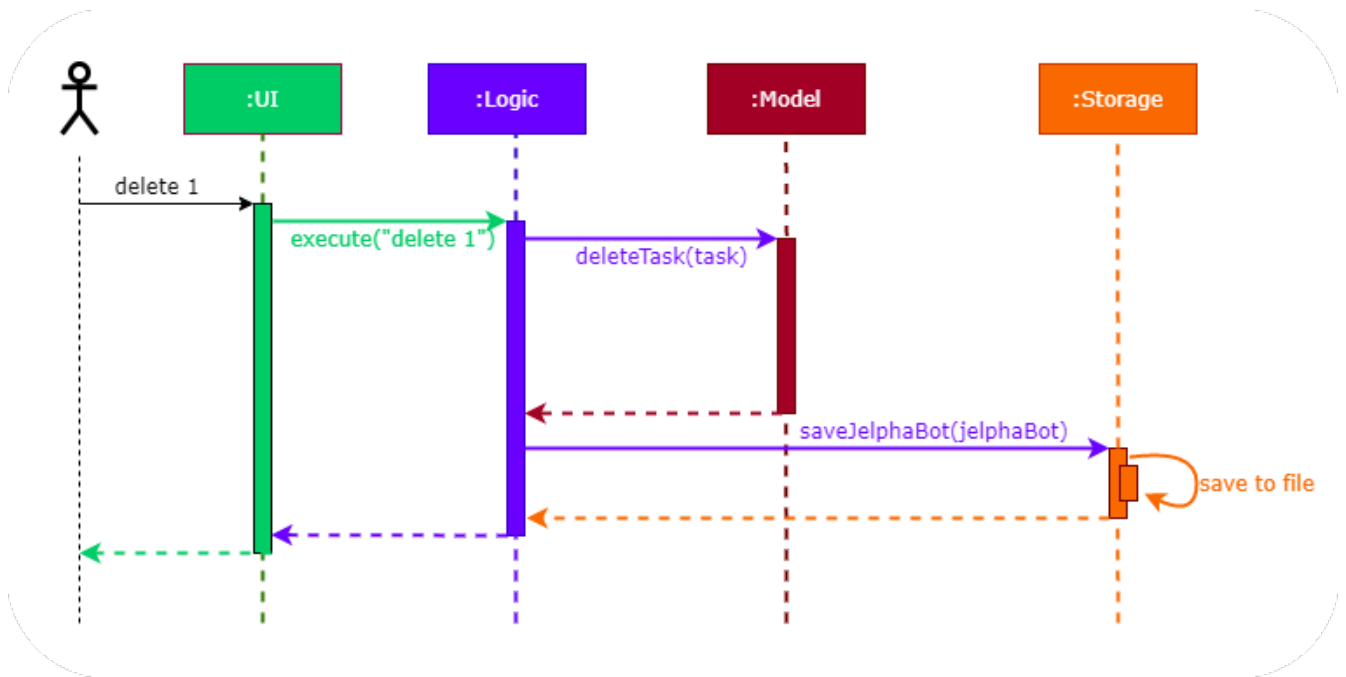 :UI
:Logic
:Model
:Storage
delete 1
execute("delete 1")
deleteTask(task)
saveJelphaBot(jelphaBot)
save to file